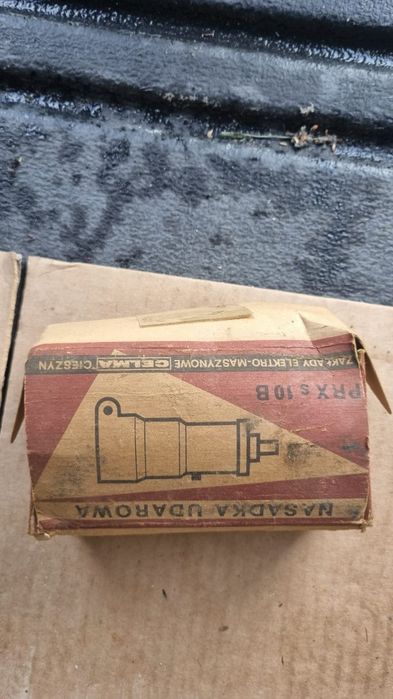 NASADKA UDAROWA
PRXs 10B
ZAKŁADY ELEKTRO-MASZYNOWE CELMA CIESZYN